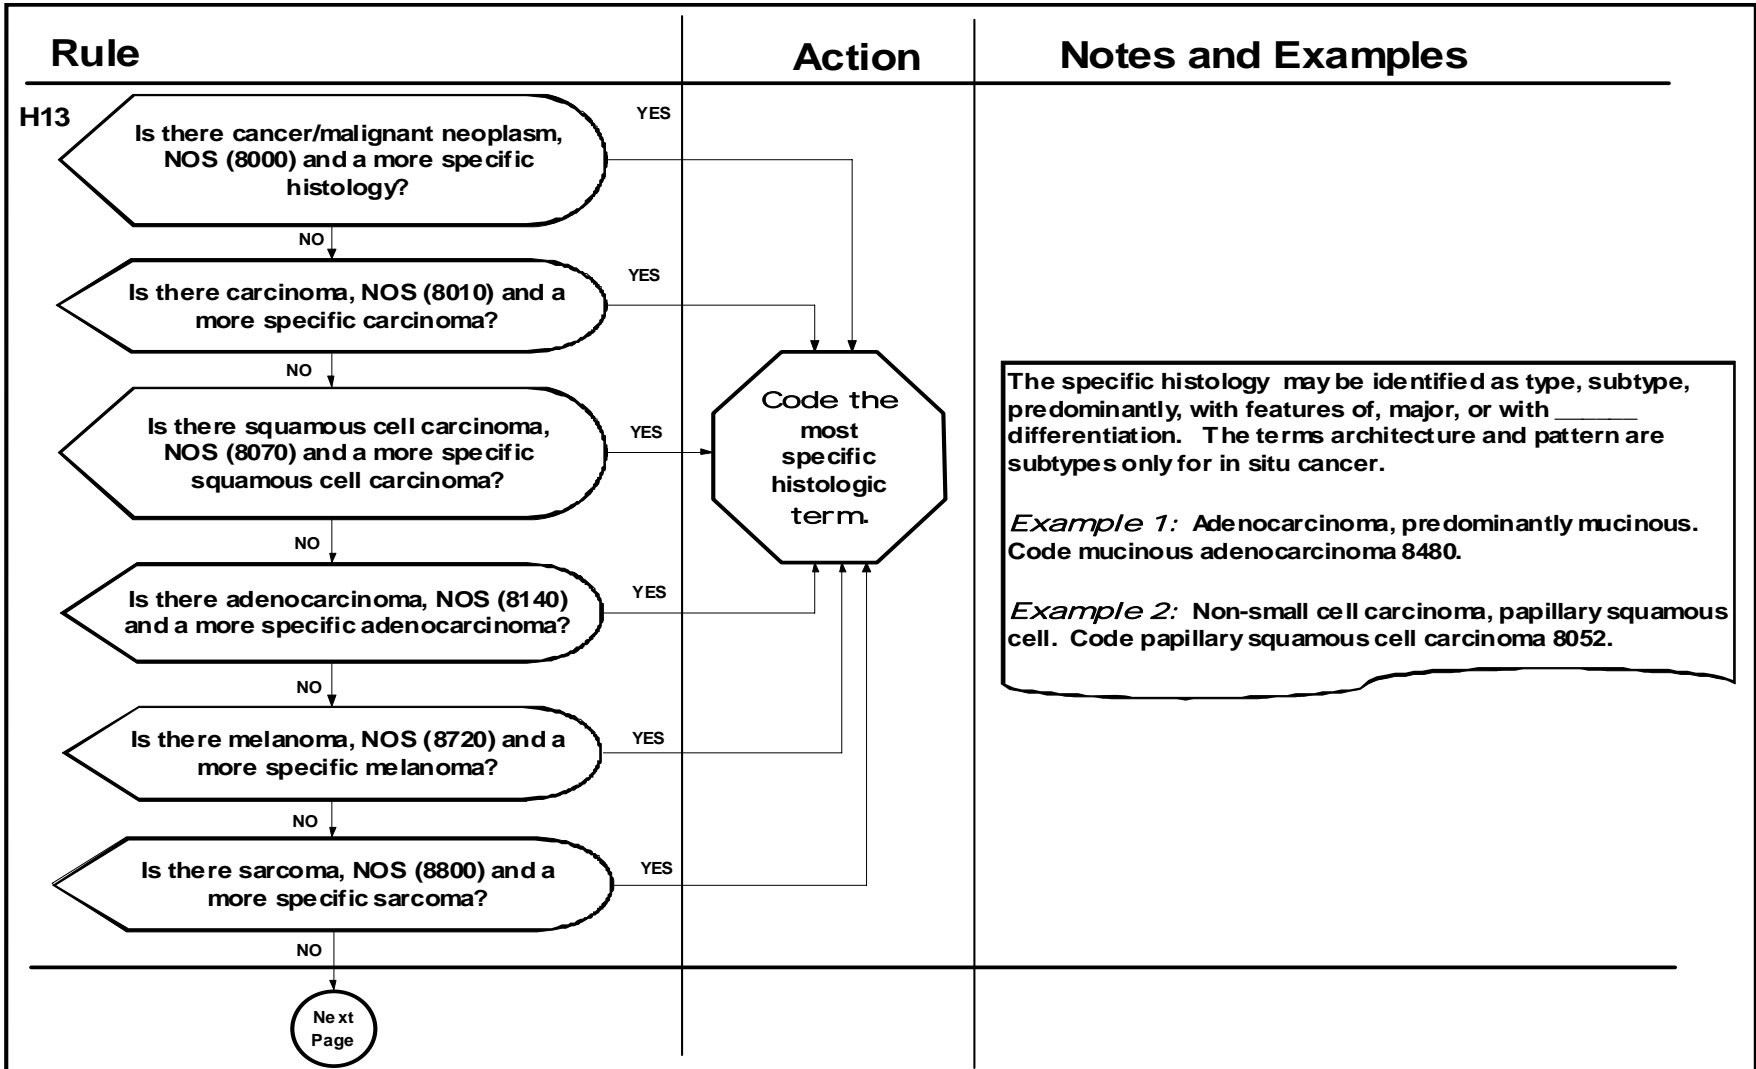 Rule
Action
Notes and Examples
H13
Is there cancer/malignant neoplasm,
NOS (8000) and a more specific
histology?
YES
NO
Is there carcinoma, NOS (8010) and a
more specific carcinoma?
YES
NO
Is there squamous cell carcinoma,
NOS (8070) and a more specific
squamous cell carcinoma?
YES
NO
Is there adenocarcinoma, NOS (8140)
and a more specific adenocarcinoma?
YES
NO
Is there melanoma, NOS (8720) and a
more specific melanoma?
YES
NO
Is there sarcoma, NOS (8800) and a
more specific sarcoma?
YES
NO
Next
Page
Code the
most
specific
histologic
term.
The specific histology may be identified as type, subtype,
predominantly, with features of, major, or with ______
differentiation. The terms architecture and pattern are
subtypes only for in situ cancer.
Example 1: Adenocarcinoma, predominantly mucinous.
Code mucinous adenocarcinoma 8480.
Example 2: Non-small cell carcinoma, papillary squamous
cell. Code papillary squamous cell carcinoma 8052.